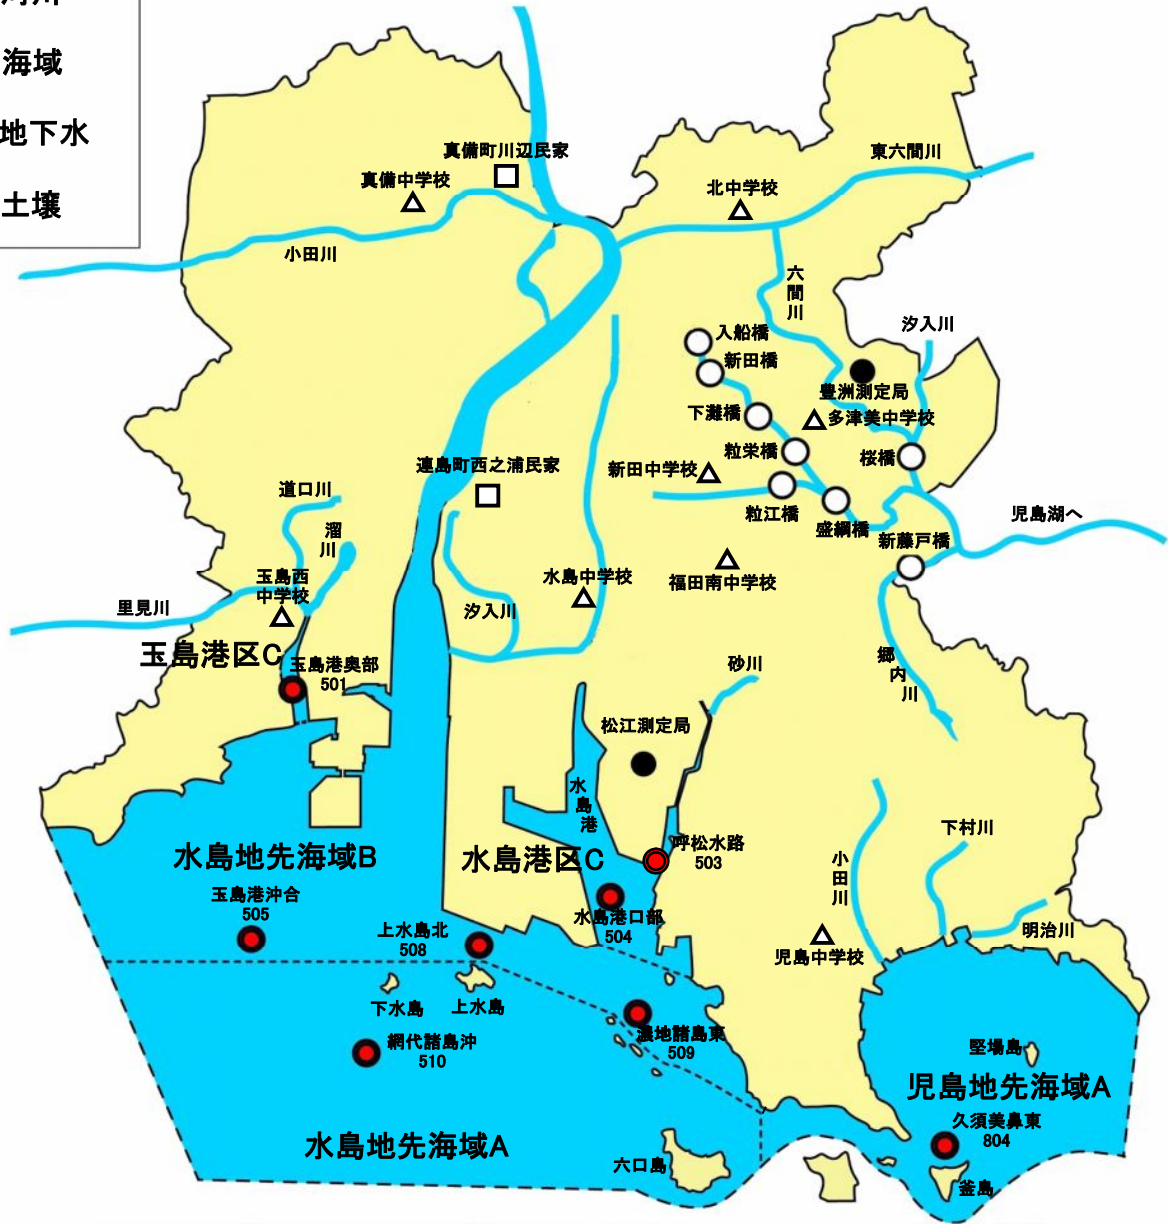 海域
地下水
土壌
真備町川辺民家
真備中学校
北中学校
東六間川
小田川
六間川
汐入川
入船橋
新田橋
豊洲測定局
下灘橋
多津美中学校
粒栄橋
桜橋
連島町西之浦民家
新田中学校
道口川
粒江橋
盛綱橋
児島湖へ
溜川
新藤戸橋
玉島西
中学校
水島中学校
福田南中学校
里見川
汐入川
玉島港区C
玉島港奥部
501
砂川
郷内川
松江測定局
水島港
水島地先海域B
水島港区C
呼松水路
503
小田川
下村川
玉島港沖合
505
上水島北
508
水島港口部
504
明治川
児島中学校
下水島
上水島
網代諸島沖
510
濃地諸島東
509
堅場島
児島地先海域A
久須美鼻東
804
水島地先海域A
六口島
釜島